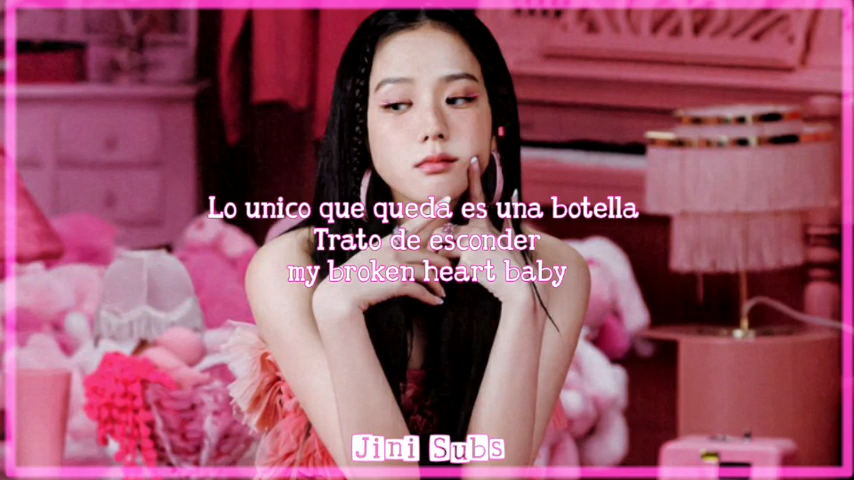 Lo unico que queda es una botella
Trato de esconder
my broken heart baby
Jini Subs